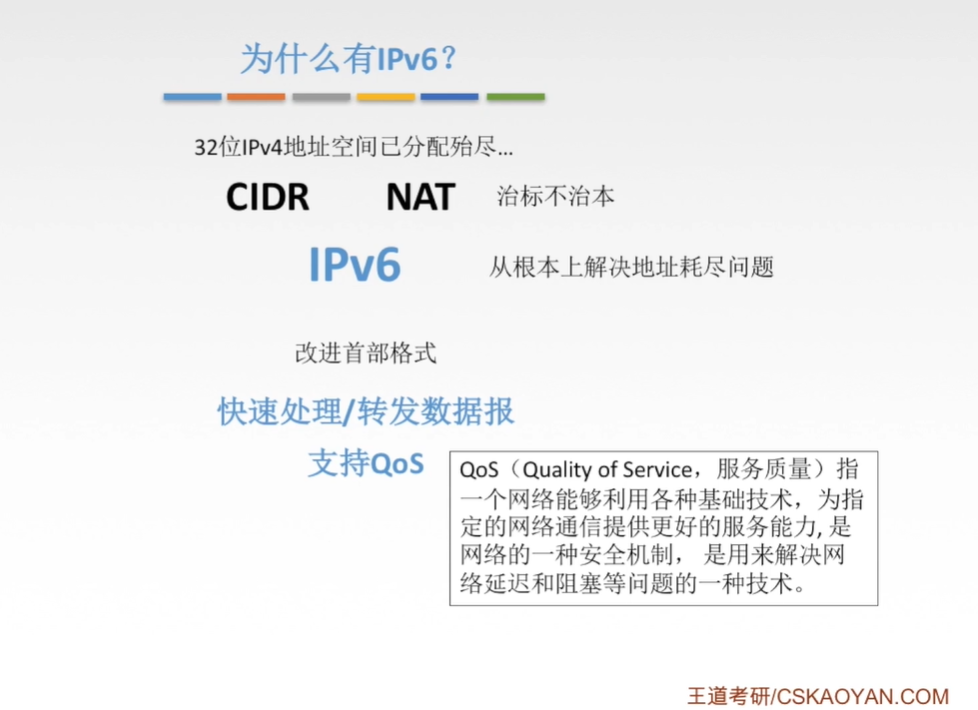 为什么有IPv6？
32位IPv4地址空间已分配殆尽...
CIDR NAT 治标不治本
IPv6 从根本上解决地址耗尽问题
改进首部格式
快速处理/转发数据报
支持QoS
QoS（Quality of Service，服务质量）指
一个网络能够利用各种基础技术，为指
定的网络通信提供更好的服务能力, 是
网络的一种安全机制， 是用来解决网
络延迟和阻塞等问题的一种技术。
王道考研/CSKAOYAN.COM